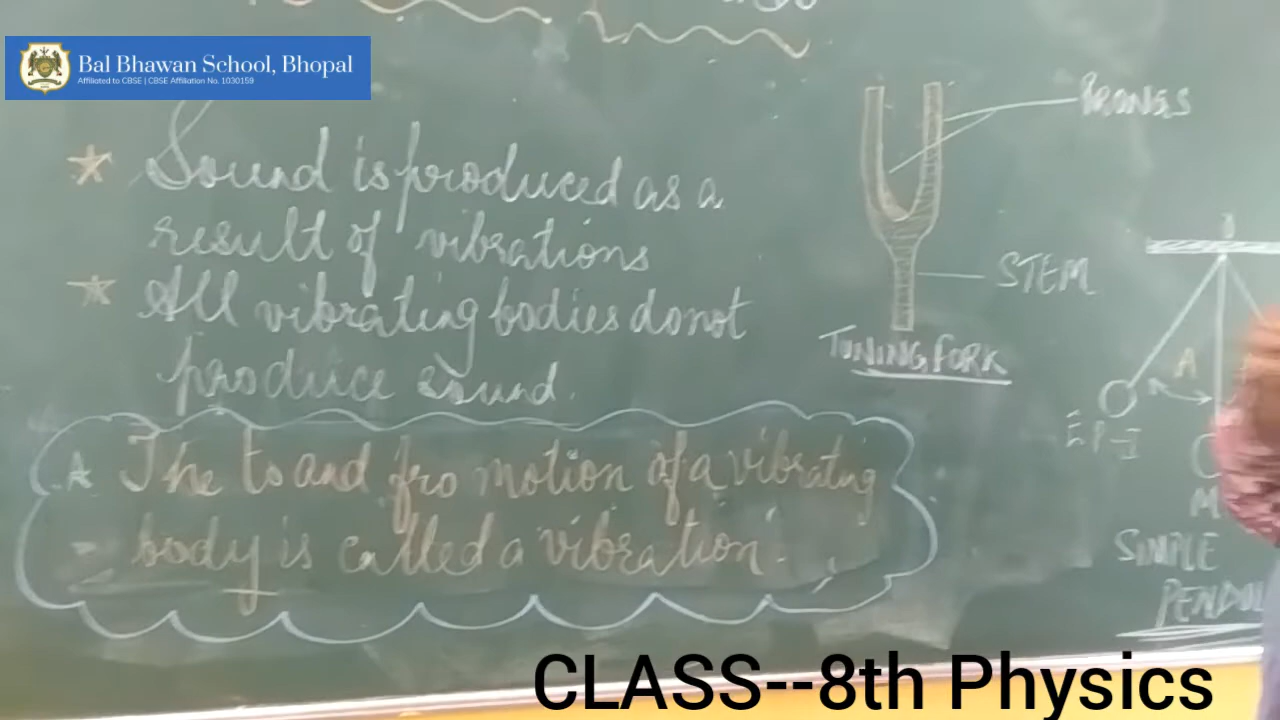 Bal Bhawan School, Bhopal
Affiliated to CBSE | CBSE Affiliation No. 1030159
PRONGS
Sound is produced as a
result of vibrations
STEM
All vibrating bodies do not
produce sound.
TUNING FORK
A
The to and fro motion of a vibrating
body is called a vibration.
M
SIMPLE
PENDUL
CLASS--8th Physics